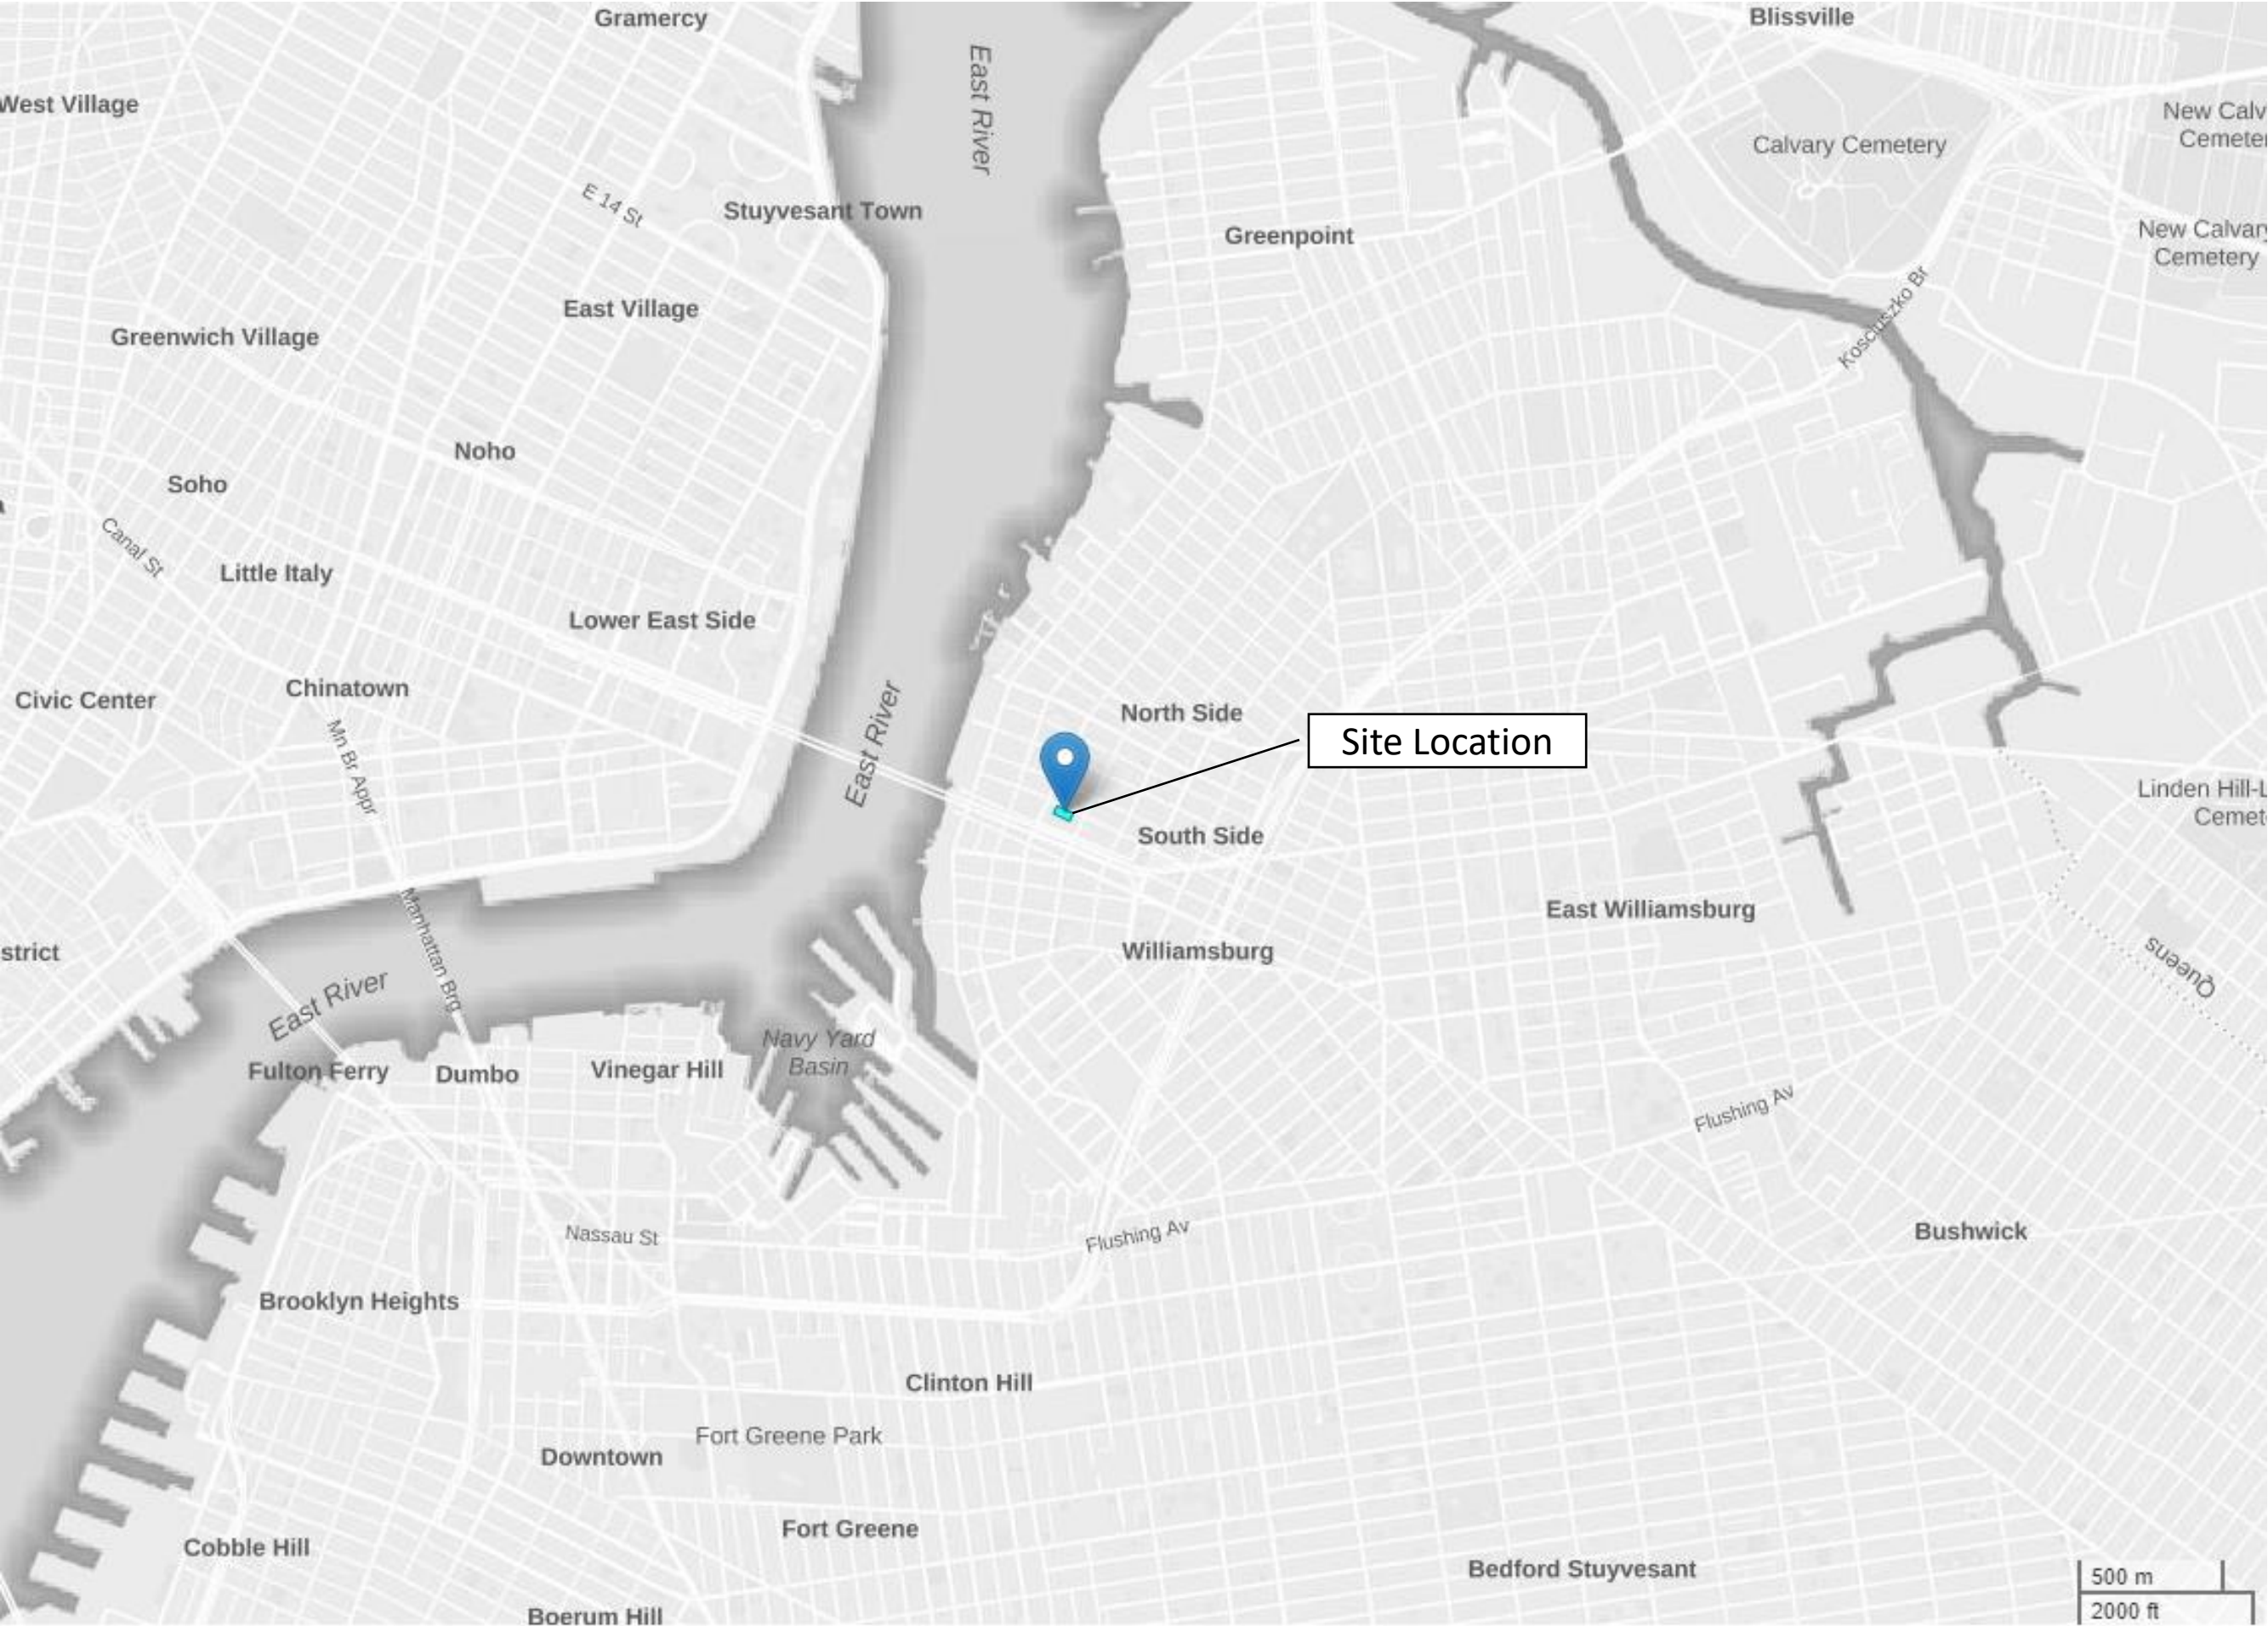 Gramercy
Blissville
East River
West Village
New Calv
Cemete
Calvary Cemetery
E 14 St
Stuyvesant Town
Greenpoint
New Calvary
Cemetery
East Village
Kosciuszko Br
Greenwich Village
Noho
Soho
Canal St
Little Italy
Lower East Side
Chinatown
Civic Center
North Side
East River
Site Location
Mn Br Appr
Linden Hill-L
Cemet
South Side
East Williamsburg
Manhattan Brg
strict
Williamsburg
Queens
East River
Navy Yard
Basin
Fulton Ferry
Dumbo
Vinegar Hill
Flushing Av
Nassau St
Flushing Av
Bushwick
Brooklyn Heights
Clinton Hill
Fort Greene Park
Downtown
Fort Greene
Cobble Hill
Bedford Stuyvesant
500 m
2000 ft
Boerum Hill